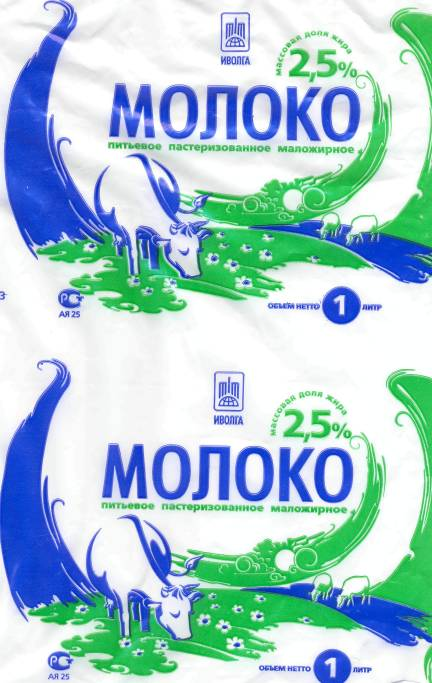 ИВОЛГА
массовая доля жира
2,5%
МОЛОКО
питьевое пастеризованное маложирное
АЯ 25
ОБЪЕМ НЕТТО 1 ЛИТР
ИВОЛГА
массовая доля жира
2,5%
МОЛОКО
питьевое пастеризованное маложирное
АЯ 25
ОБЪЕМ НЕТТО 1 ЛИТР